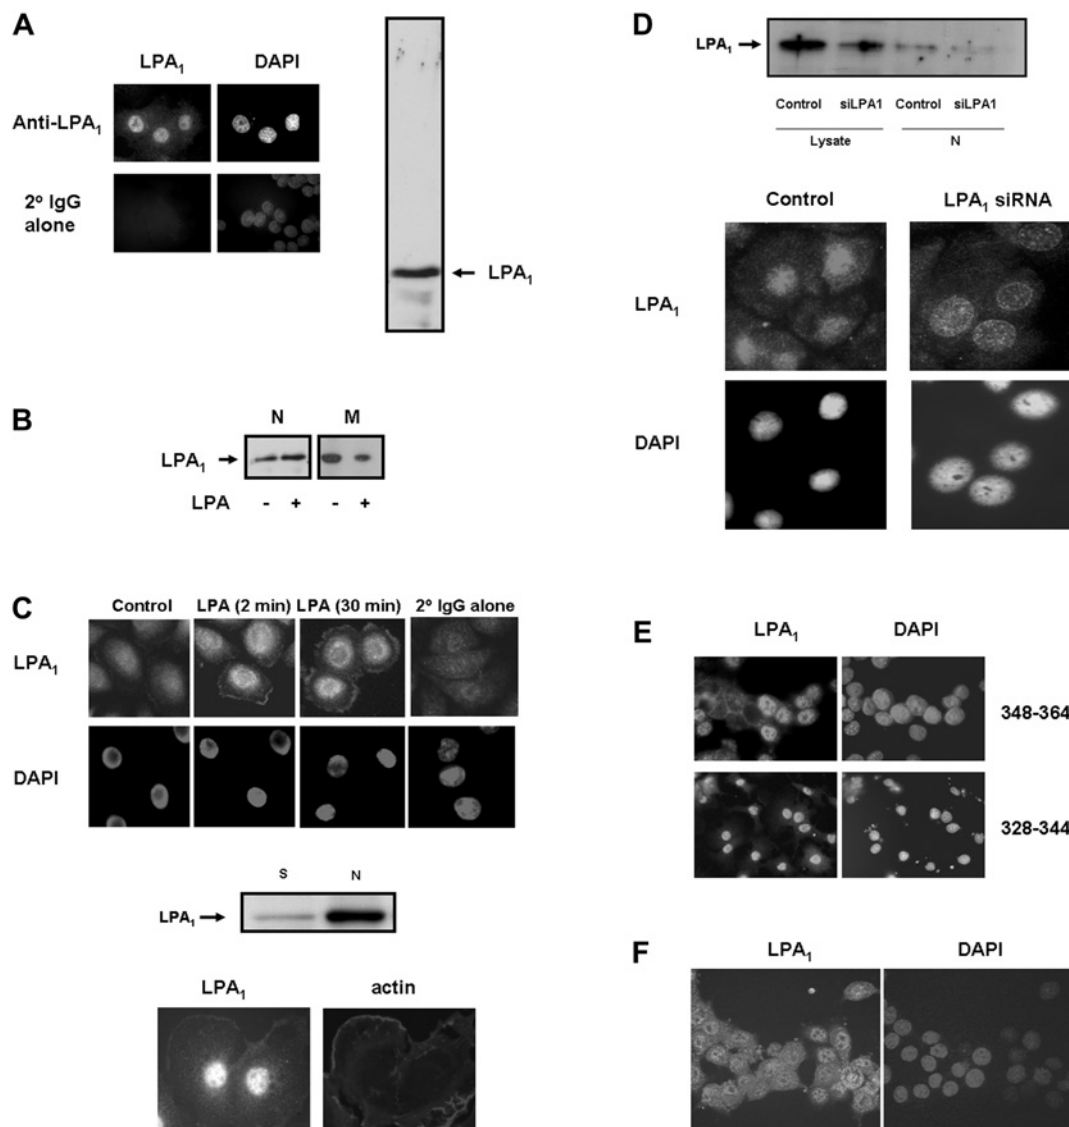 A
LPA₁ DAPI
Anti-LPA₁
2° IgG
alone
← LPA₁
B
N M
LPA₁ →
LPA - + - +
C
Control LPA (2 min) LPA (30 min) 2° IgG alone
LPA₁
DAPI
S N
LPA₁ →
LPA₁ actin
D
LPA₁ →
Control siLPA1 Control siLPA1
Lysate N
Control LPA₁ siRNA
LPA₁
DAPI
E
LPA₁ DAPI
348-364
328-344
F
LPA₁ DAPI